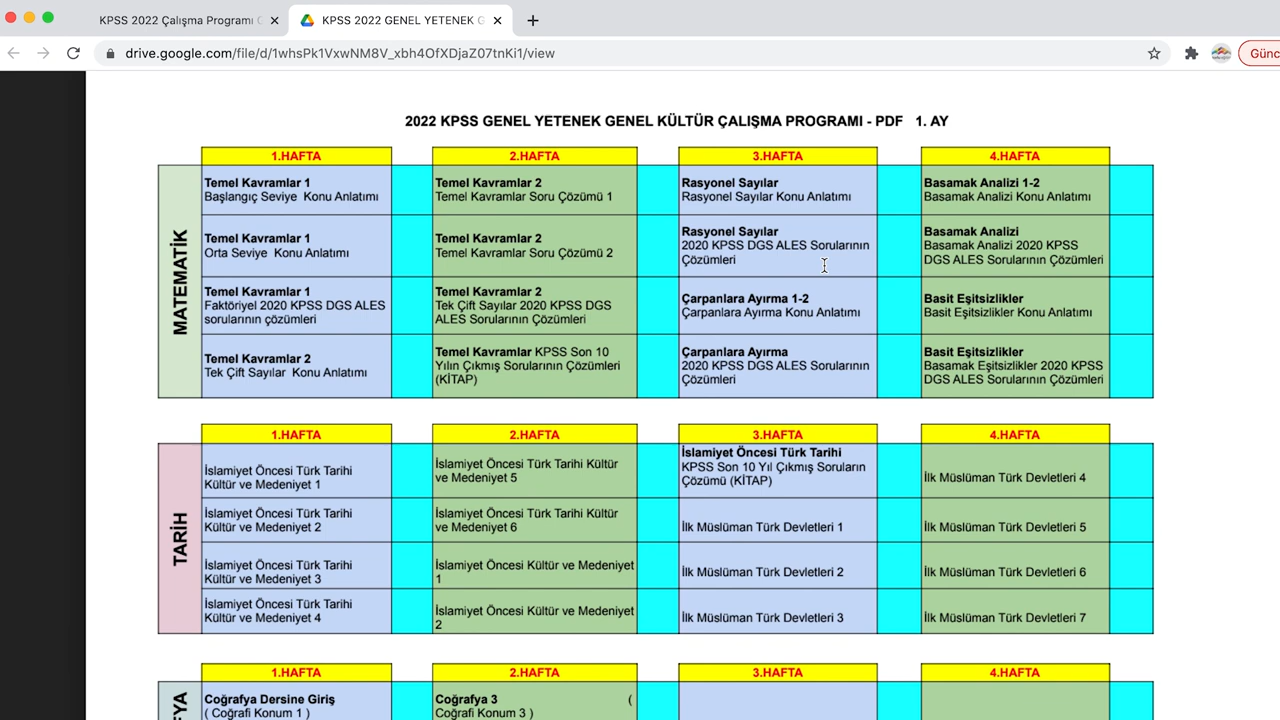 KPSS 2022 Çalışma Programı
KPSS 2022 GENEL YETENEK G
drive.google.com/file/d/1whsPk1VxwNM8V_xbh4OfXDjaZ07tnKi1/view
Günc
2022 KPSS GENEL YETENEK GENEL KÜLTÜR ÇALIŞMA PROGRAMI - PDF 1. AY
1.HAFTA 2.HAFTA 3.HAFTA 4.HAFTA
MATEMATİK
Temel Kavramlar 1
Başlangıç Seviye Konu Anlatımı
Temel Kavramlar 2
Temel Kavramlar Soru Çözümü 1
Rasyonel Sayılar
Rasyonel Sayılar Konu Anlatımı
Basamak Analizi 1-2
Basamak Analizi Konu Anlatımı
Temel Kavramlar 1
Orta Seviye Konu Anlatımı
Temel Kavramlar 2
Temel Kavramlar Soru Çözümü 2
Rasyonel Sayılar
2020 KPSS DGS ALES Sorularının
Çözümleri
Basamak Analizi
Basamak Analizi 2020 KPSS
DGS ALES Sorularının Çözümleri
Temel Kavramlar 1
Faktöriyel 2020 KPSS DGS ALES
sorularının çözümleri
Temel Kavramlar 2
Tek Çift Sayılar 2020 KPSS DGS
ALES Sorularının Çözümleri
Çarpanlara Ayırma 1-2
Çarpanlara Ayırma Konu Anlatımı
Basit Eşitsizlikler
Basit Eşitsizlikler Konu Anlatımı
Temel Kavramlar 2
Tek Çift Sayılar Konu Anlatımı
Temel Kavramlar KPSS Son 10
Yılın Çıkmış Sorularının Çözümleri
(KİTAP)
Çarpanlara Ayırma
2020 KPSS DGS ALES Sorularının
Çözümleri
Basit Eşitsizlikler
Basamak Eşitsizlikler 2020 KPSS
DGS ALES Sorularının Çözümleri
1.HAFTA 2.HAFTA 3.HAFTA 4.HAFTA
TARİH
İslamiyet Öncesi Türk Tarihi
Kültür ve Medeniyet 1
İslamiyet Öncesi Türk Tarihi Kültür
ve Medeniyet 5
İslamiyet Öncesi Türk Tarihi
KPSS Son 10 Yıl Çıkmış Soruların
Çözümü (KİTAP)
İlk Müslüman Türk Devletleri 4
İslamiyet Öncesi Türk Tarihi
Kültür ve Medeniyet 2
İslamiyet Öncesi Türk Tarihi Kültür
ve Medeniyet 6
İlk Müslüman Türk Devletleri 1
İlk Müslüman Türk Devletleri 5
İslamiyet Öncesi Türk Tarihi
Kültür ve Medeniyet 3
İslamiyet Öncesi Kültür ve Medeniyet
1
İlk Müslüman Türk Devletleri 2
İlk Müslüman Türk Devletleri 6
İslamiyet Öncesi Türk Tarihi
Kültür ve Medeniyet 4
İslamiyet Öncesi Kültür ve Medeniyet
2
İlk Müslüman Türk Devletleri 3
İlk Müslüman Türk Devletleri 7
1.HAFTA 2.HAFTA 3.HAFTA 4.HAFTA
FYA
Coğrafya Dersine Giriş
( Coğrafi Konum 1 )
Coğrafya 3 (
Coğrafi Konum 3 )